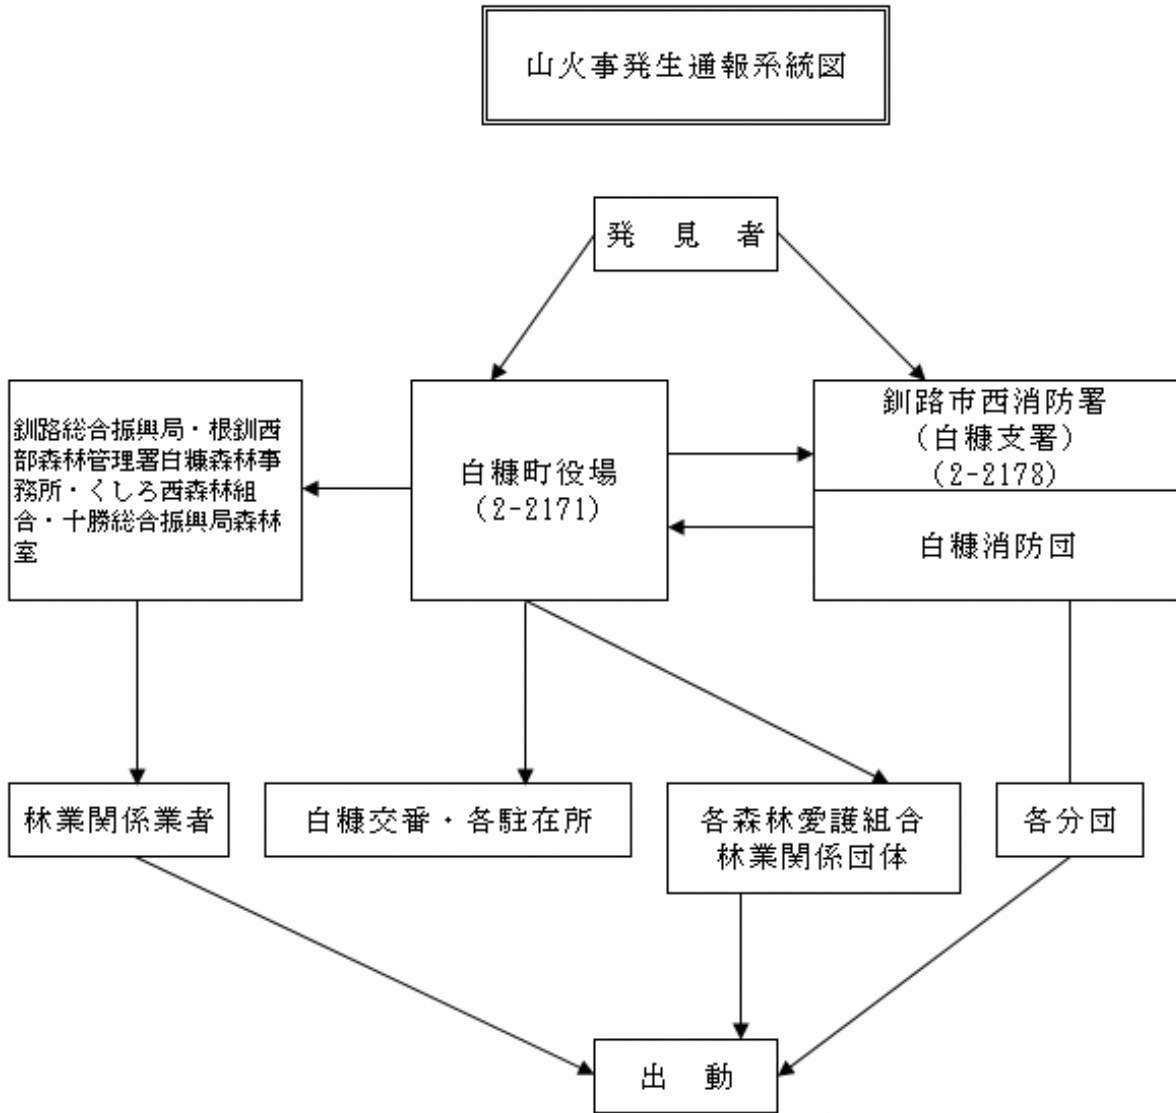 山火事発生通報系統図
発　見　者
釧路総合振興局・根釧西
部森林管理署白糠森林事
務所・くしろ西森林組
合・十勝総合振興局森林
室
白糠町役場
(2-2171)
釧路市西消防署
（白糠支署）
(2-2178)
白糠消防団
林業関係業者
白糠交番・各駐在所
各森林愛護組合
林業関係団体
各分団
出　動